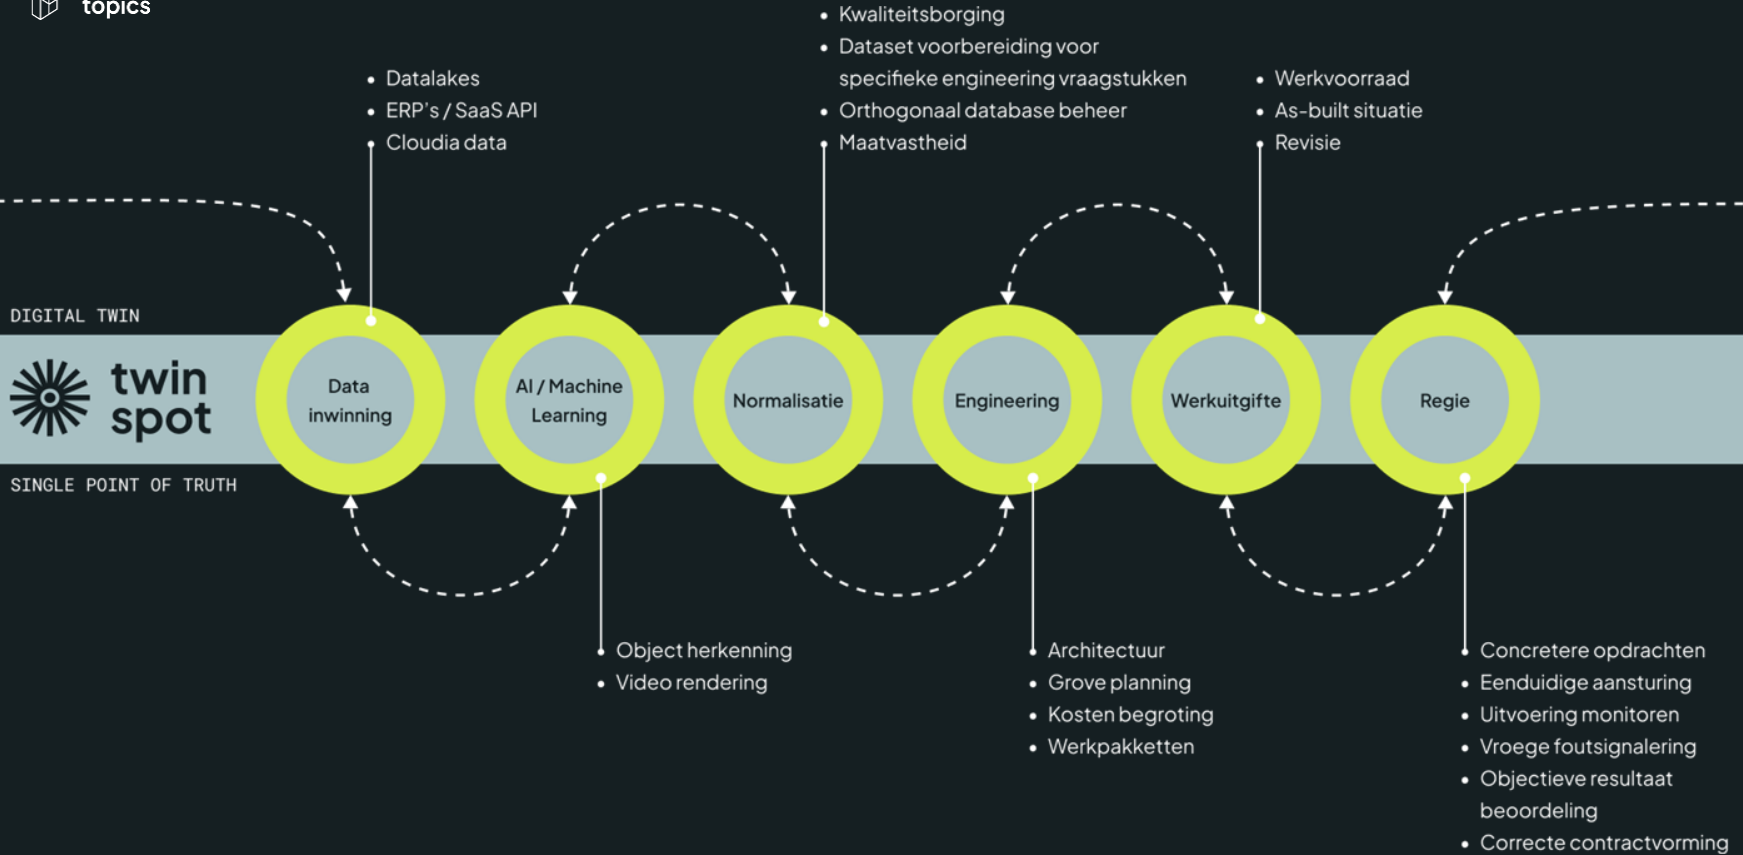 topics
Kwaliteitsborging
Dataset voorbereiding voor
specifieke engineering vraagstukken
Orthogonaal database beheer
Maatvastheid
Datalakes
ERP's / SaaS API
Cloudia data
Werkvoorraad
As-built situatie
Revisie
DIGITAL TWIN
twin
spot
SINGLE POINT OF TRUTH
Data
inwinning
AI / Machine
Learning
Normalisatie
Engineering
Werkuitgifte
Regie
Object herkenning
Video rendering
Architectuur
Grove planning
Kosten begroting
Werkpakketten
Concretere opdrachten
Eenduidige aansturing
Uitvoering monitoren
Vroege foutsignalering
Objectieve resultaat
beoordeling
Correcte contractvorming